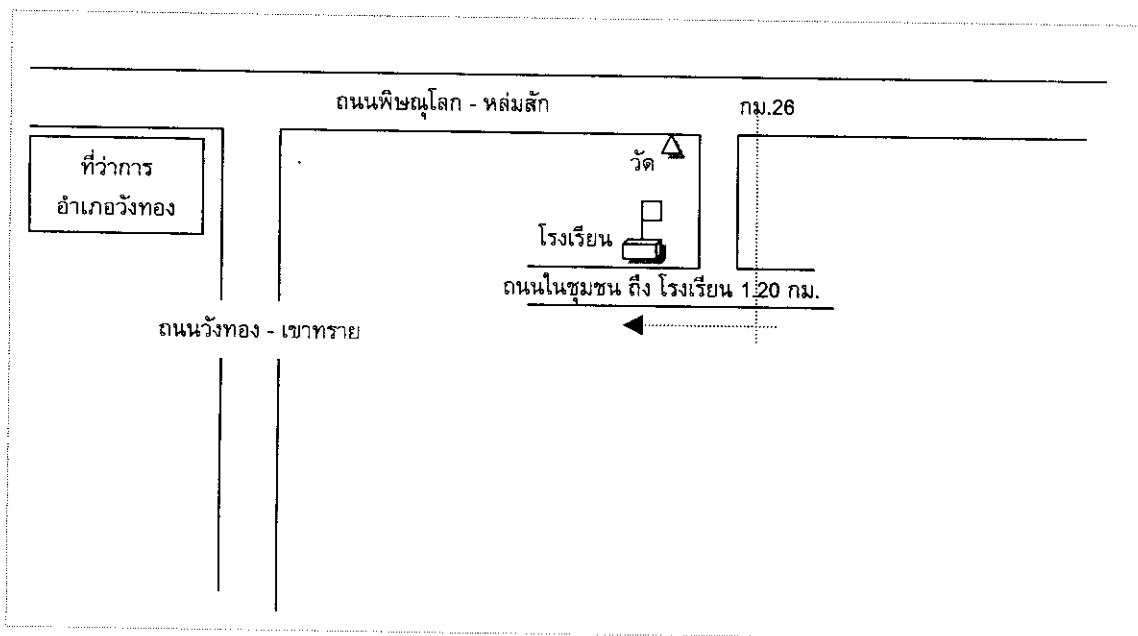 ถนนพิษณุโลก - หล่มสัก
กม.26
ที่ว่าการ
อำเภอวังทอง
วัด
โรงเรียน
ถนนในชุมชน ถึง โรงเรียน 1.20 กม.
ถนนวังทอง - เขาทราย